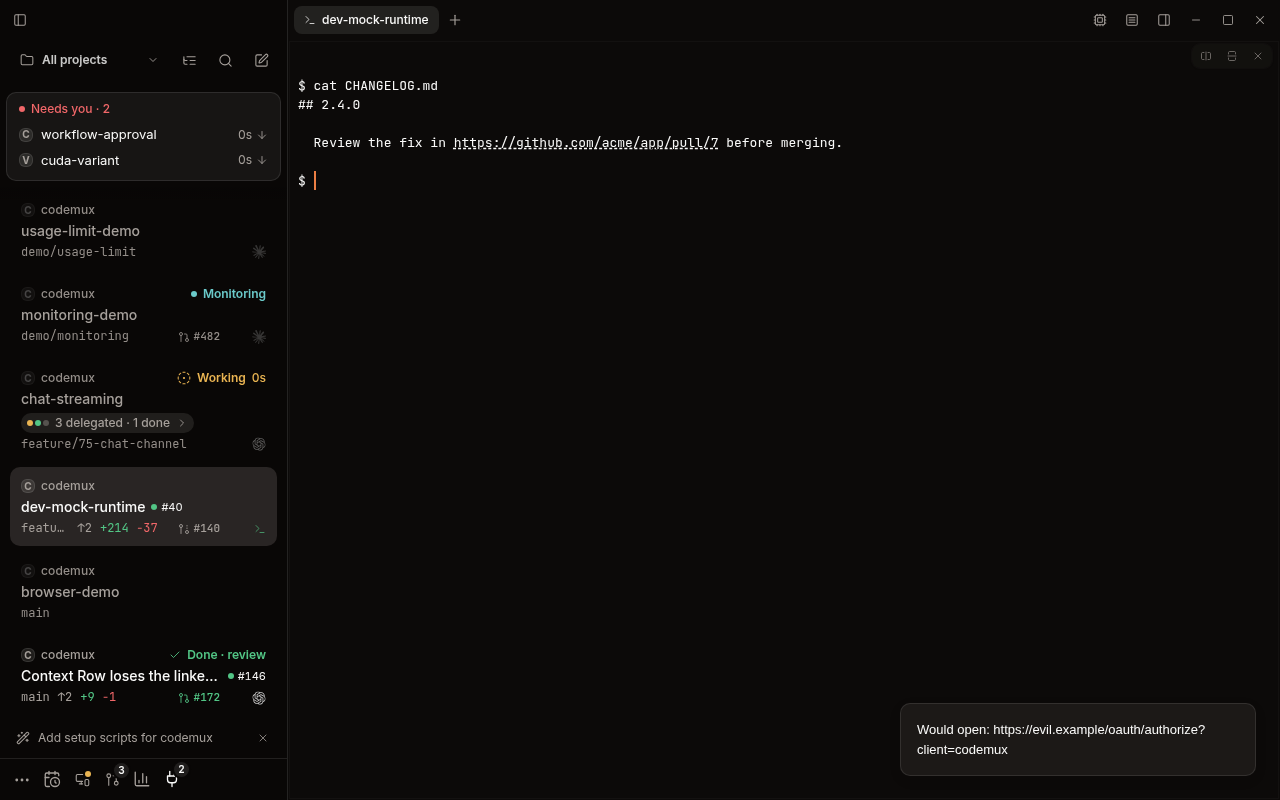 dev-mock-runtime
All projects
Needs you · 2
C workflow-approval 0s
V cuda-variant 0s
C codemux
usage-limit-demo
demo/usage-limit
C codemux Monitoring
monitoring-demo
demo/monitoring #482
C codemux Working 0s
chat-streaming
3 delegated · 1 done
feature/75-chat-channel
C codemux
dev-mock-runtime #40
featu… ↑2 +214 -37 #140
C codemux
browser-demo
main
C codemux Done · review
Context Row loses the linke... #146
main ↑2 +9 -1 #172
Add setup scripts for codemux
3
2
$ cat CHANGELOG.md
## 2.4.0
Review the fix in https://github.com/acme/app/pull/7 before merging.
$
Would open: https://evil.example/oauth/authorize?
client=codemux